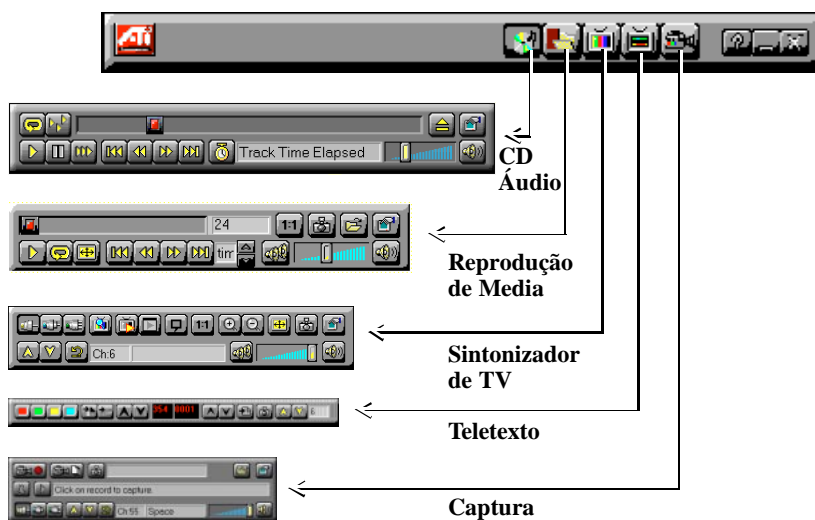 ATI
CD
Áudio
Track Time Elapsed
24
1:1
Reprodução
de Media
1:1
Ch:6
Sintonizador
de TV
354 0001
6
Teletexto
Click on record to capture
Ch:55 Space
Captura